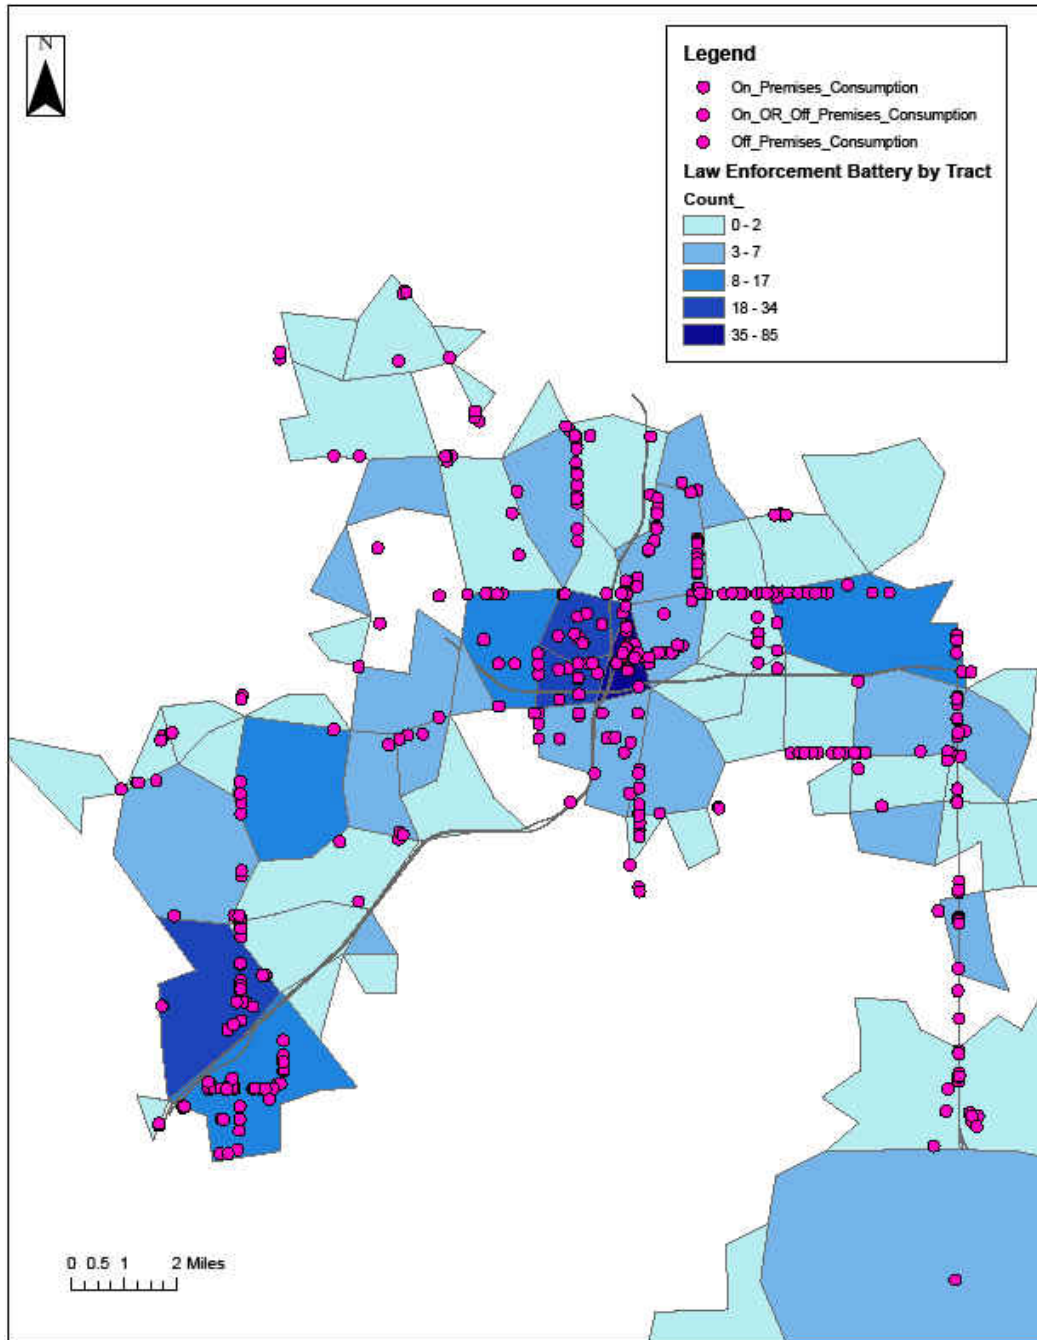 N
Legend
On_Premises_Consumption
On_OR_Off_Premises_Consumption
Off_Premises_Consumption
Law Enforcement Battery by Tract
Count_
0 - 2
3 - 7
8 - 17
18 - 34
35 - 85
0 0.5 1 2 Miles